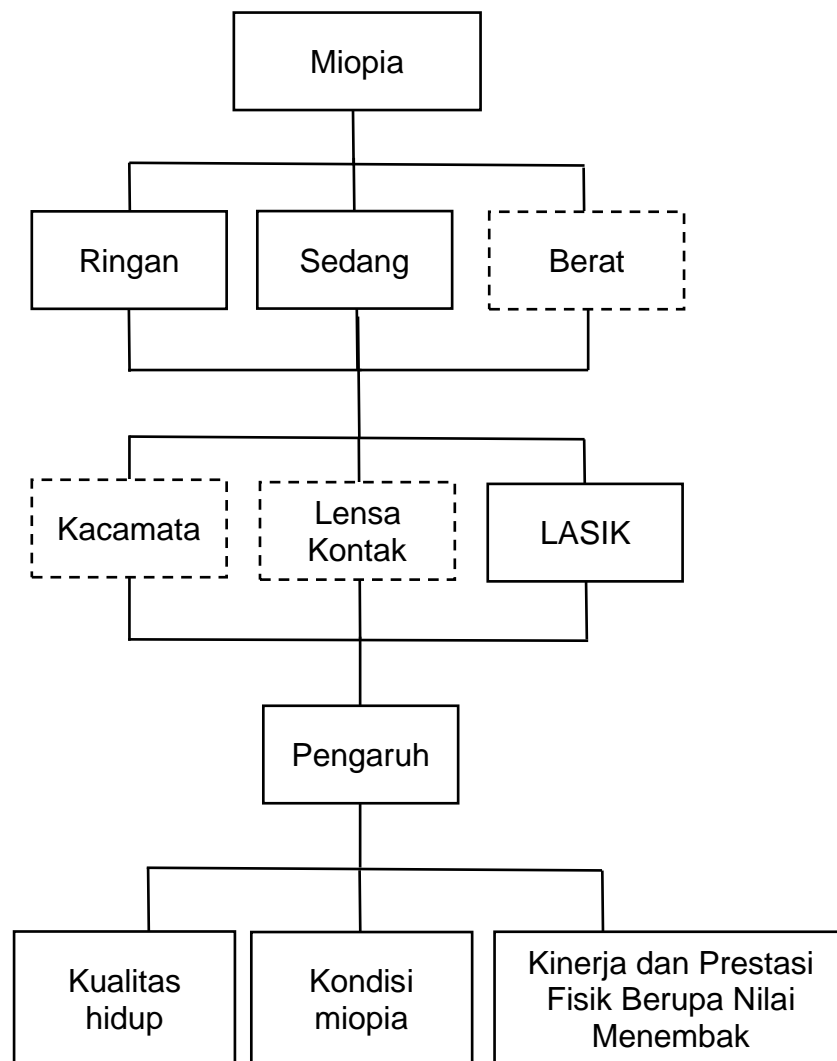 Miopia
Ringan
Sedang
Berat
Kacamata
Lensa
Kontak
LASIK
Pengaruh
Kualitas
hidup
Kondisi
miopia
Kinerja dan Prestasi
Fisik Berupa Nilai
Menembak